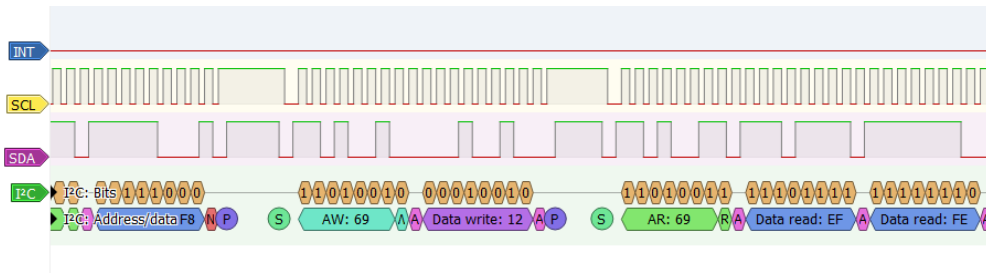 INT
SCL
SDA
I²C I²C: Bits 1 1 1 0 0 0 1 1 0 1 0 0 1 0 0 0 0 1 0 0 1 0 1 1 0 1 0 0 1 1 1 1 1 0 1 1 1 1 1 1 1 1 1 1 1 0
I²C: Address/data F8 N P S AW: 69 A Data write: 12 A P S AR: 69 R A Data read: EF A Data read: FE